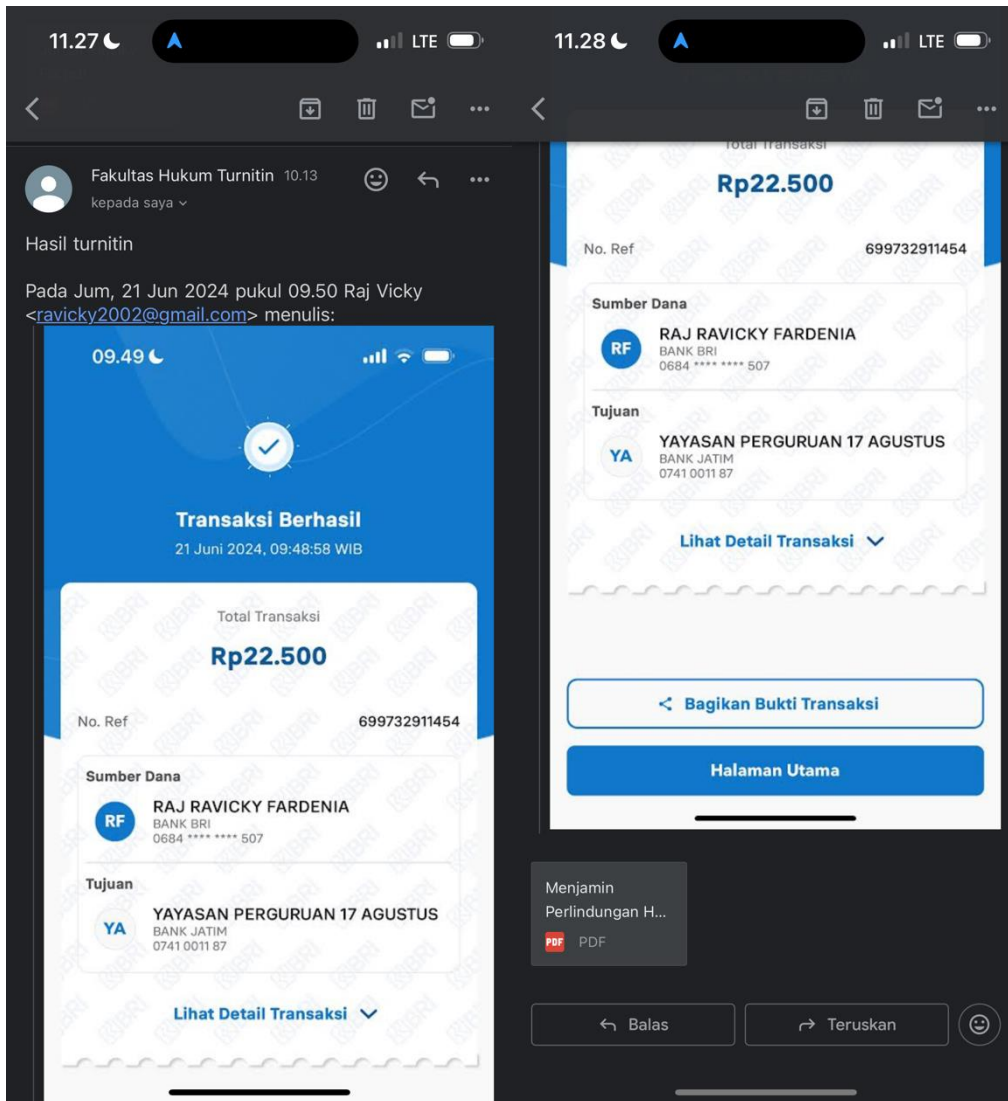 11.27
LTE
Fakultas Hukum Turnitin 10.13
kepada saya
Hasil turnitin
Pada Jum, 21 Jun 2024 pukul 09.50 Raj Vicky
<ravicky2002@gmail.com> menulis:
09.49
Transaksi Berhasil
21 Juni 2024, 09:48:58 WIB
Total Transaksi
Rp22.500
No. Ref 699732911454
Sumber Dana
RF
RAJ RAVICKY FARDENIA
BANK BRI
0684 **** **** 507
Tujuan
YA
YAYASAN PERGURUAN 17 AGUSTUS
BANK JATIM
0741 0011 87
Lihat Detail Transaksi
11.28
LTE
Total Transaksi
Rp22.500
No. Ref 699732911454
Sumber Dana
RF
RAJ RAVICKY FARDENIA
BANK BRI
0684 **** **** 507
Tujuan
YA
YAYASAN PERGURUAN 17 AGUSTUS
BANK JATIM
0741 0011 87
Lihat Detail Transaksi
Bagikan Bukti Transaksi
Halaman Utama
Menjamin
Perlindungan H...
PDF PDF
Balas
Teruskan